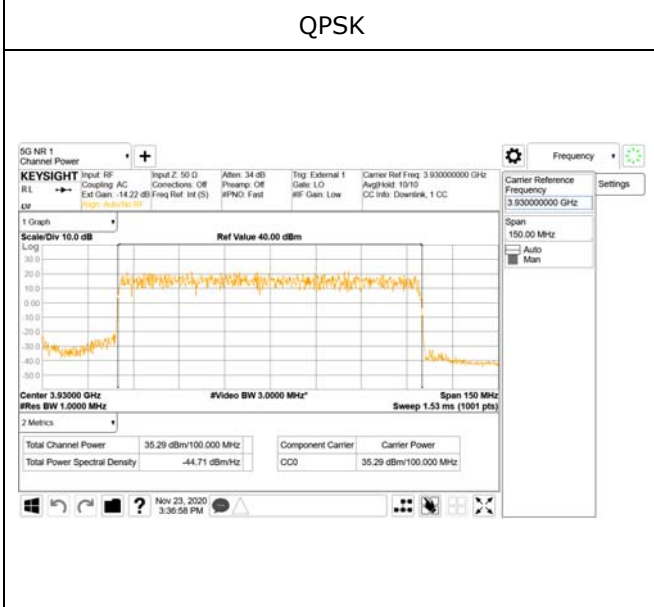 QPSK
5G NR 1
Channel Power
Frequency
KEYSIGHT
RL
Input: RF
Coupling: AC
Ext Gain: -14.22 dB
Align: Auto/No RF
Input Z: 50 Ω
Corrections: Off
Freq Ref: Int (S)
Atten: 34 dB
Preamp: Off
#PNO: Fast
Trig: External 1
Gate: LO
#IF Gain: Low
Carrier Ref Freq: 3.930000000 GHz
Avg|Hold: 10/10
CC Info: Downlink, 1 CC
Carrier Reference
Frequency
3.930000000 GHz
Settings
Span
150.00 MHz
Auto
Man
1 Graph
Scale/Div 10.0 dB
Ref Value 40.00 dBm
Log
30.0
20.0
10.0
0.00
-10.0
-20.0
-30.0
-40.0
-50.0
Center 3.93000 GHz
#Video BW 3.0000 MHz*
Span 150 MHz
#Res BW 1.0000 MHz
Sweep 1.53 ms (1001 pts)
2 Metrics
Total Channel Power
35.29 dBm/100.000 MHz
Total Power Spectral Density
-44.71 dBm/Hz
Component Carrier
Carrier Power
CC0
35.29 dBm/100.000 MHz
Nov 23, 2020
3:36:58 PM